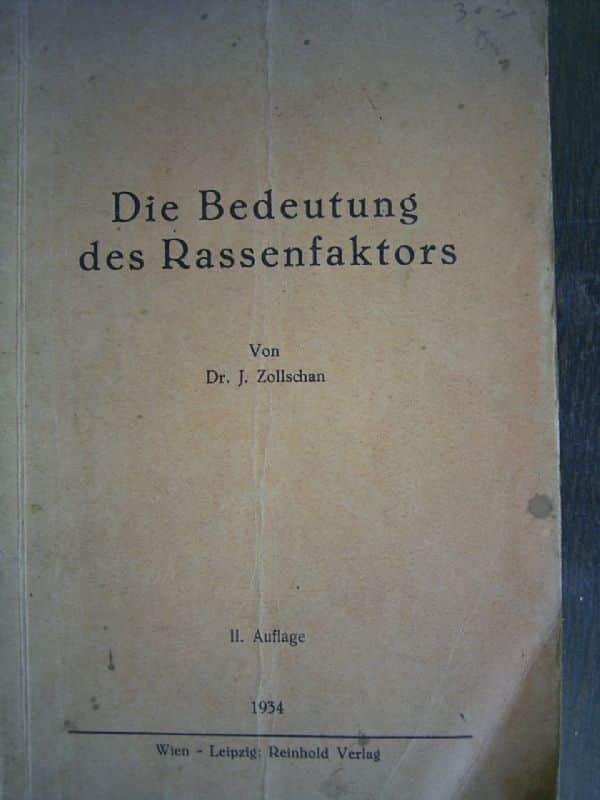 Die Bedeutung
des Rassenfaktors
Von
Dr. J. Zollschan
II. Auflage
1934
Wien - Leipzig: Reinhold Verlag